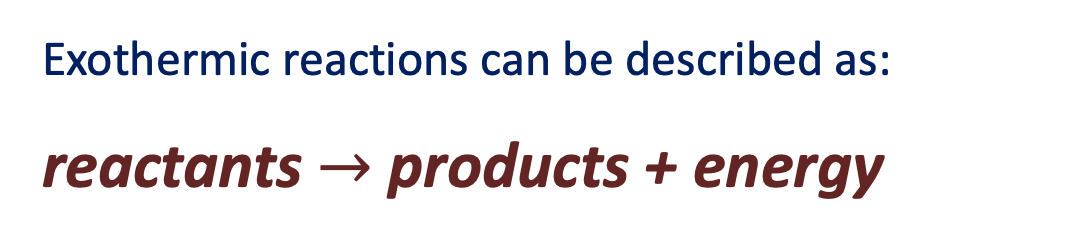 Exothermic reactions can be described as:
reactants → products + energy